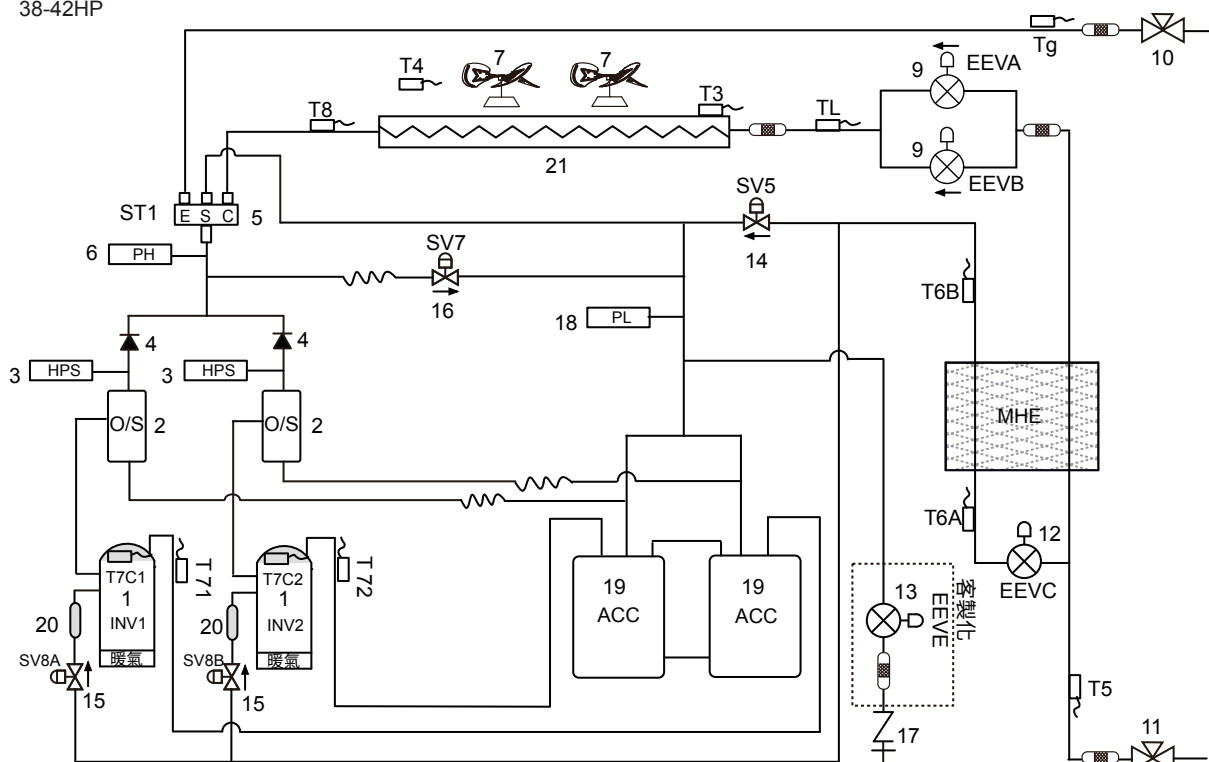 38-42HP
Tg
10
7
7
T4
9
EEVA
T8
T3
TL
21
9
EEVB
ST1
E S C
5
SV5
6
PH
SV7
14
16
T6B
18
PL
4
4
3
HPS
3
HPS
O/S
2
O/S
2
MHE
T6A
12
EEVC
T7C1
1
INV1
暖氣
T71
T7C2
1
INV2
暖氣
T72
19
ACC
19
ACC
13
EEVE
客製化
20
20
SV8A
15
SV8B
15
17
T5
11